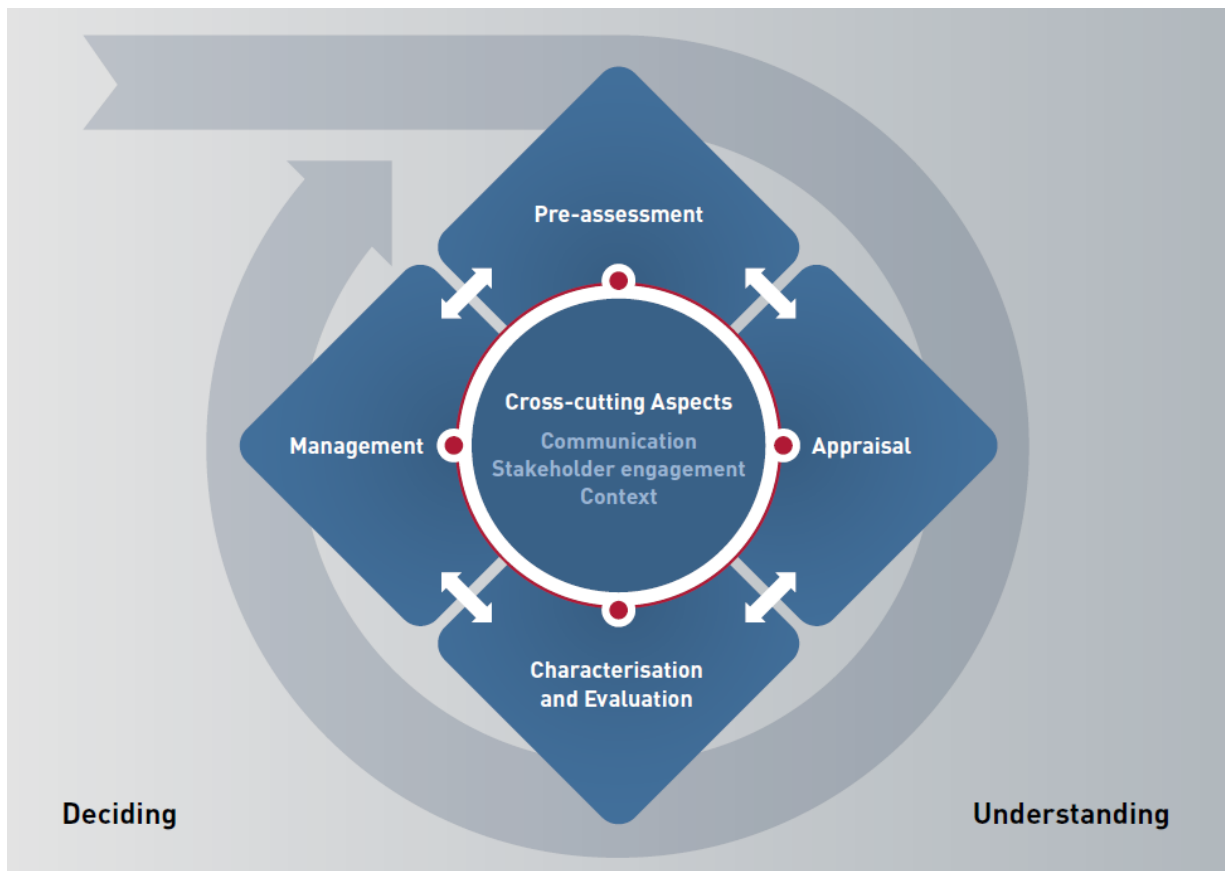 Pre-assessment
Cross-cutting Aspects
Communication
Stakeholder engagement
Context
Management
Appraisal
Characterisation
and Evaluation
Deciding
Understanding